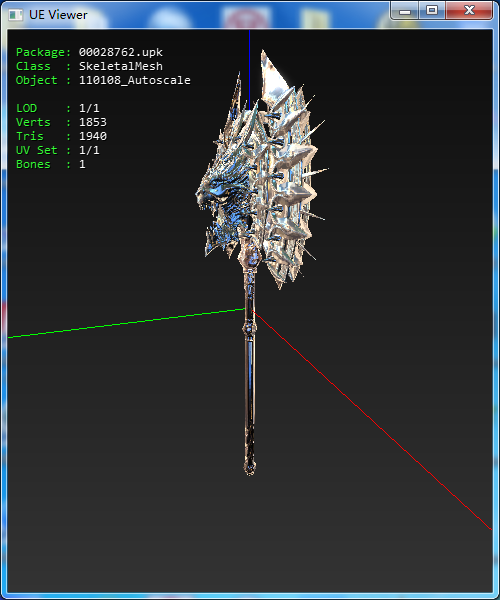 UE Viewer
Package: 00028762.upk
Class : SkeletalMesh
Object : 110108_Autoscale
LOD : 1/1
Verts : 1853
Tris : 1940
UV Set : 1/1
Bones : 1